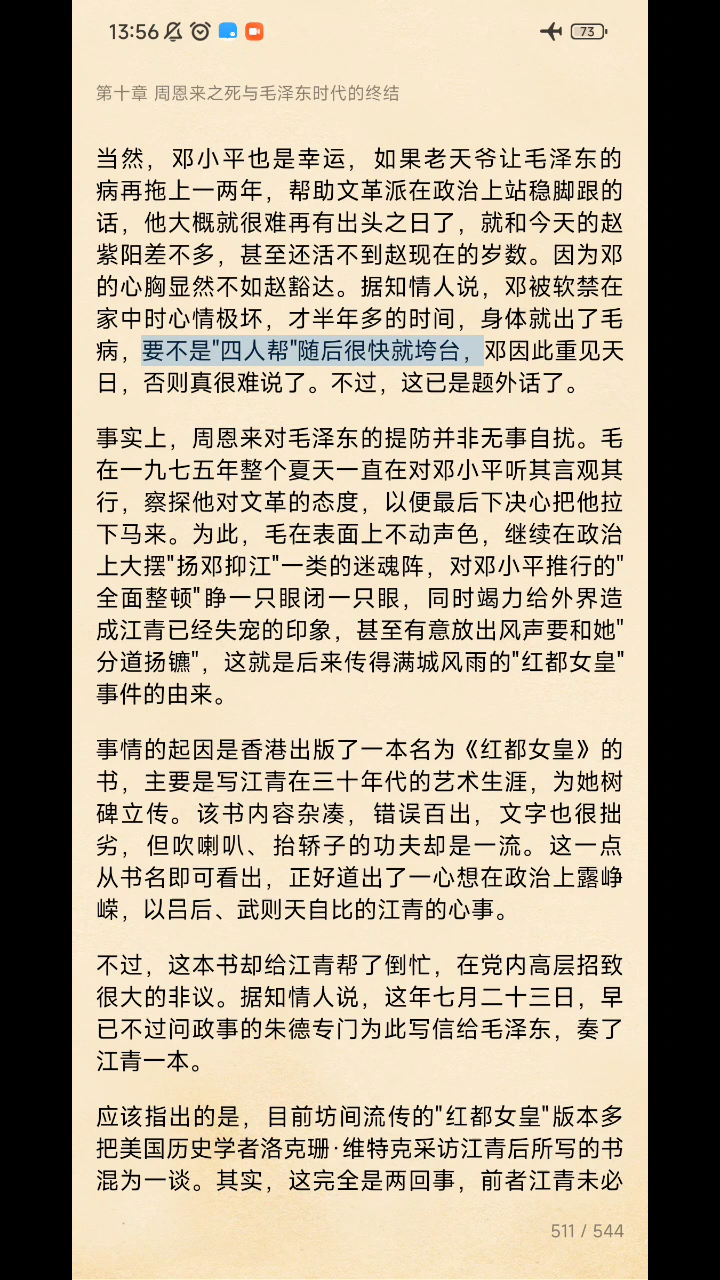 13:56
73
第十章 周恩来之死与毛泽东时代的终结
当然，邓小平也是幸运，如果老天爷让毛泽东的
病再拖上一两年，帮助文革派在政治上站稳脚跟的
话，他大概就很难再有出头之日了，就和今天的赵
紫阳差不多，甚至还活不到赵现在的岁数。因为邓
的心胸显然不如赵豁达。据知情人说，邓被软禁在
家中时心情极坏，才半年多的时间，身体就出了毛
病，要不是"四人帮"随后很快就垮台，邓因此重见天
日，否则真很难说了。不过，这已是题外话了。
事实上，周恩来对毛泽东的提防并非无事自扰。毛
在一九七五年整个夏天一直在对邓小平听其言观其
行，察探他对文革的态度，以便最后下决心把他拉
下马来。为此，毛在表面上不动声色，继续在政治
上大摆"扬邓抑江"一类的迷魂阵，对邓小平推行的"
全面整顿"睁一只眼闭一只眼，同时竭力给外界造
成江青已经失宠的印象，甚至有意放出风声要和她"
分道扬镳"，这就是后来传得满城风雨的"红都女皇"
事件的由来。
事情的起因是香港出版了一本名为《红都女皇》的
书，主要是写江青在三十年代的艺术生涯，为她树
碑立传。该书内容杂凑，错误百出，文字也很拙
劣，但吹喇叭、抬轿子的功夫却是一流。这一点
从书名即可看出，正好道出了一心想在政治上露峥
嵘，以吕后、武则天自比的江青的心事。
不过，这本书却给江青帮了倒忙，在党内高层招致
很大的非议。据知情人说，这年七月二十三日，早
已不过问政事的朱德专门为此写信给毛泽东，奏了
江青一本。
应该指出的是，目前坊间流传的"红都女皇"版本多
把美国历史学者洛克珊·维特克采访江青后所写的书
混为一谈。其实，这完全是两回事，前者江青未必
511 / 544